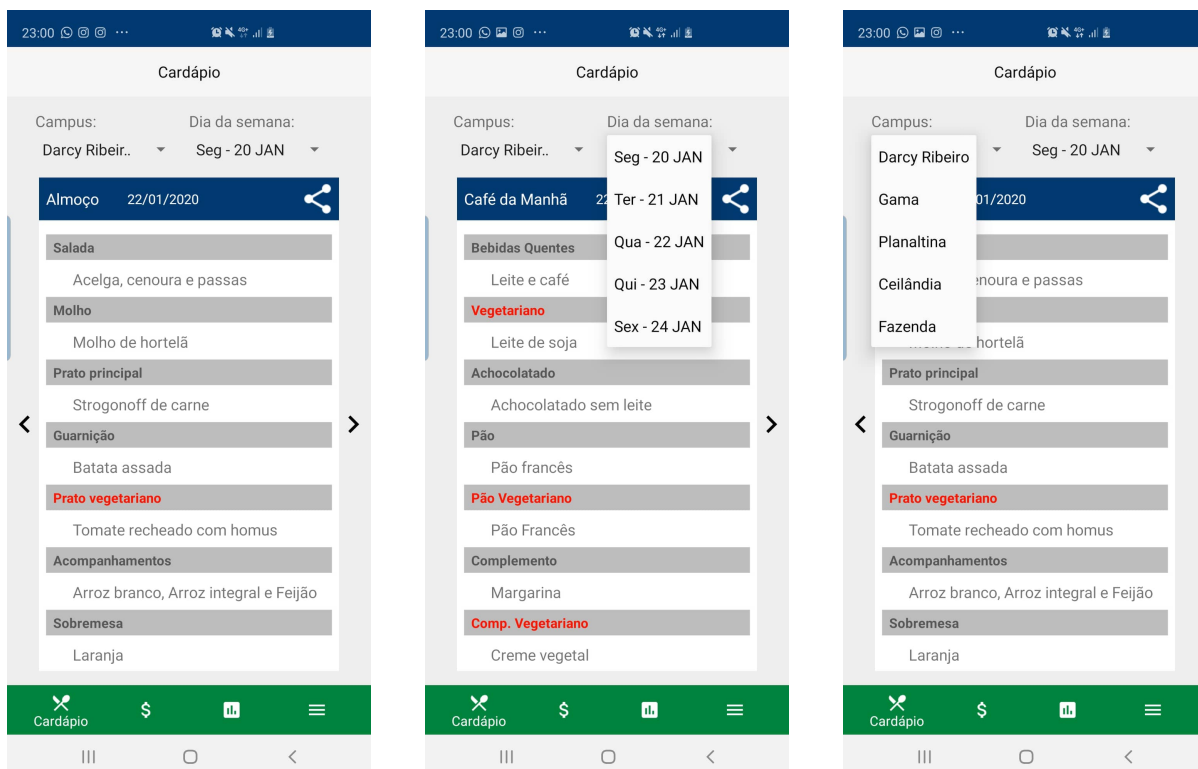 23:00
Cardápio
Campus:
Dia da semana:
Darcy Ribeir..
Seg - 20 JAN
Almoço 22/01/2020
Salada
Acelga, cenoura e passas
Molho
Molho de hortelã
Prato principal
Strogonoff de carne
Guarnição
Batata assada
Prato vegetariano
Tomate recheado com homus
Acompanhamentos
Arroz branco, Arroz integral e Feijão
Sobremesa
Laranja
Cardápio
$
23:00
Cardápio
Campus:
Dia da semana:
Darcy Ribeir..
Seg - 20 JAN
Ter - 21 JAN
Qua - 22 JAN
Qui - 23 JAN
Sex - 24 JAN
Café da Manhã 22
Bebidas Quentes
Leite e café
Vegetariano
Leite de soja
Achocolatado
Achocolatado sem leite
Pão
Pão francês
Pão Vegetariano
Pão Francês
Complemento
Margarina
Comp. Vegetariano
Creme vegetal
Cardápio
$
23:00
Cardápio
Campus:
Dia da semana:
Darcy Ribeiro
Gama
Planaltina
Ceilândia
Fazenda
Seg - 20 JAN
01/2020
enoura e passas
hortelã
Prato principal
Strogonoff de carne
Guarnição
Batata assada
Prato vegetariano
Tomate recheado com homus
Acompanhamentos
Arroz branco, Arroz integral e Feijão
Sobremesa
Laranja
Cardápio
$